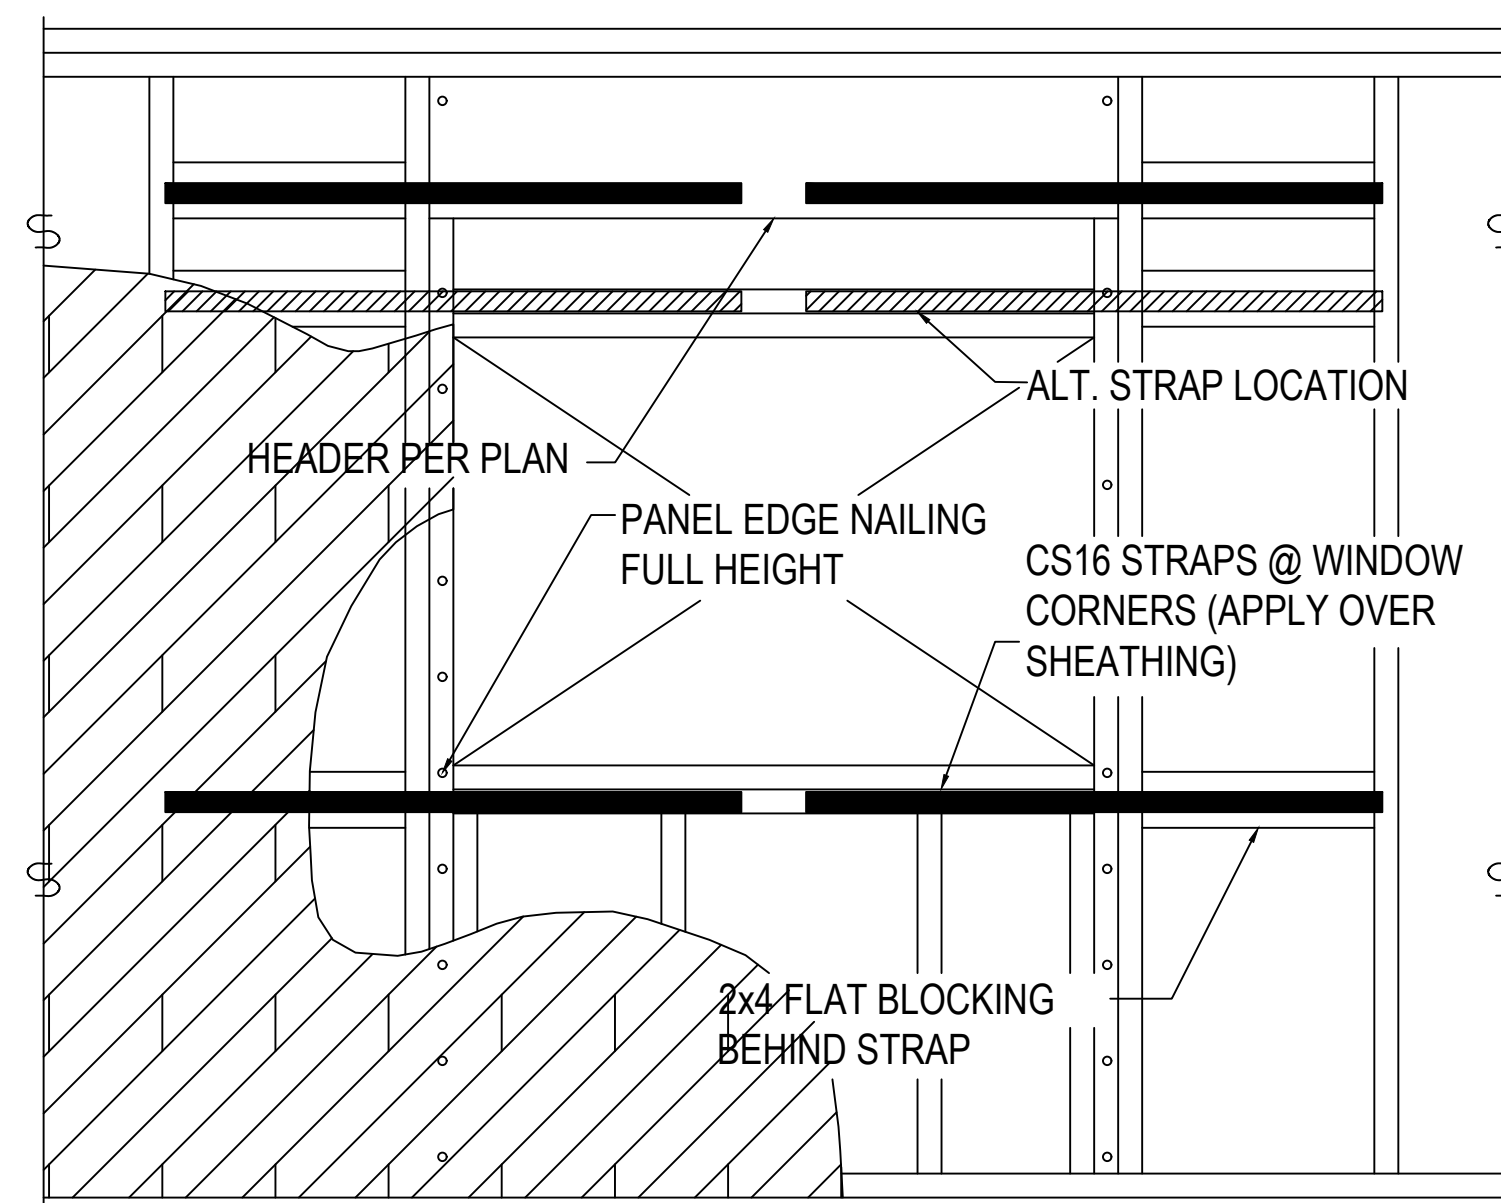 ALT. STRAP LOCATION
HEADER PER PLAN
PANEL EDGE NAILING
FULL HEIGHT
CS16 STRAPS @ WINDOW
CORNERS (APPLY OVER
SHEATHING)
2x4 FLAT BLOCKING
BEHIND STRAP